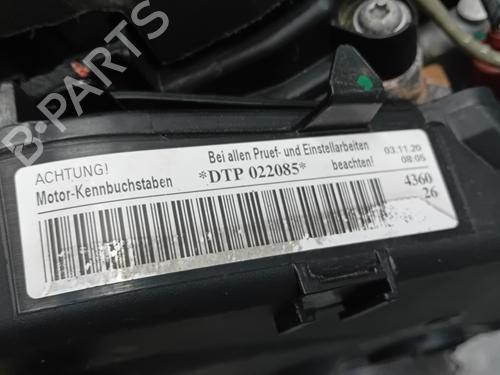 ACHTUNG!
Motor-Kennbuchstaben
Bei allen Pruef- und Einstellarbeiten
beachten!
*DTP 022085*
03.11.20
08:05
4360
26
B-PARTS